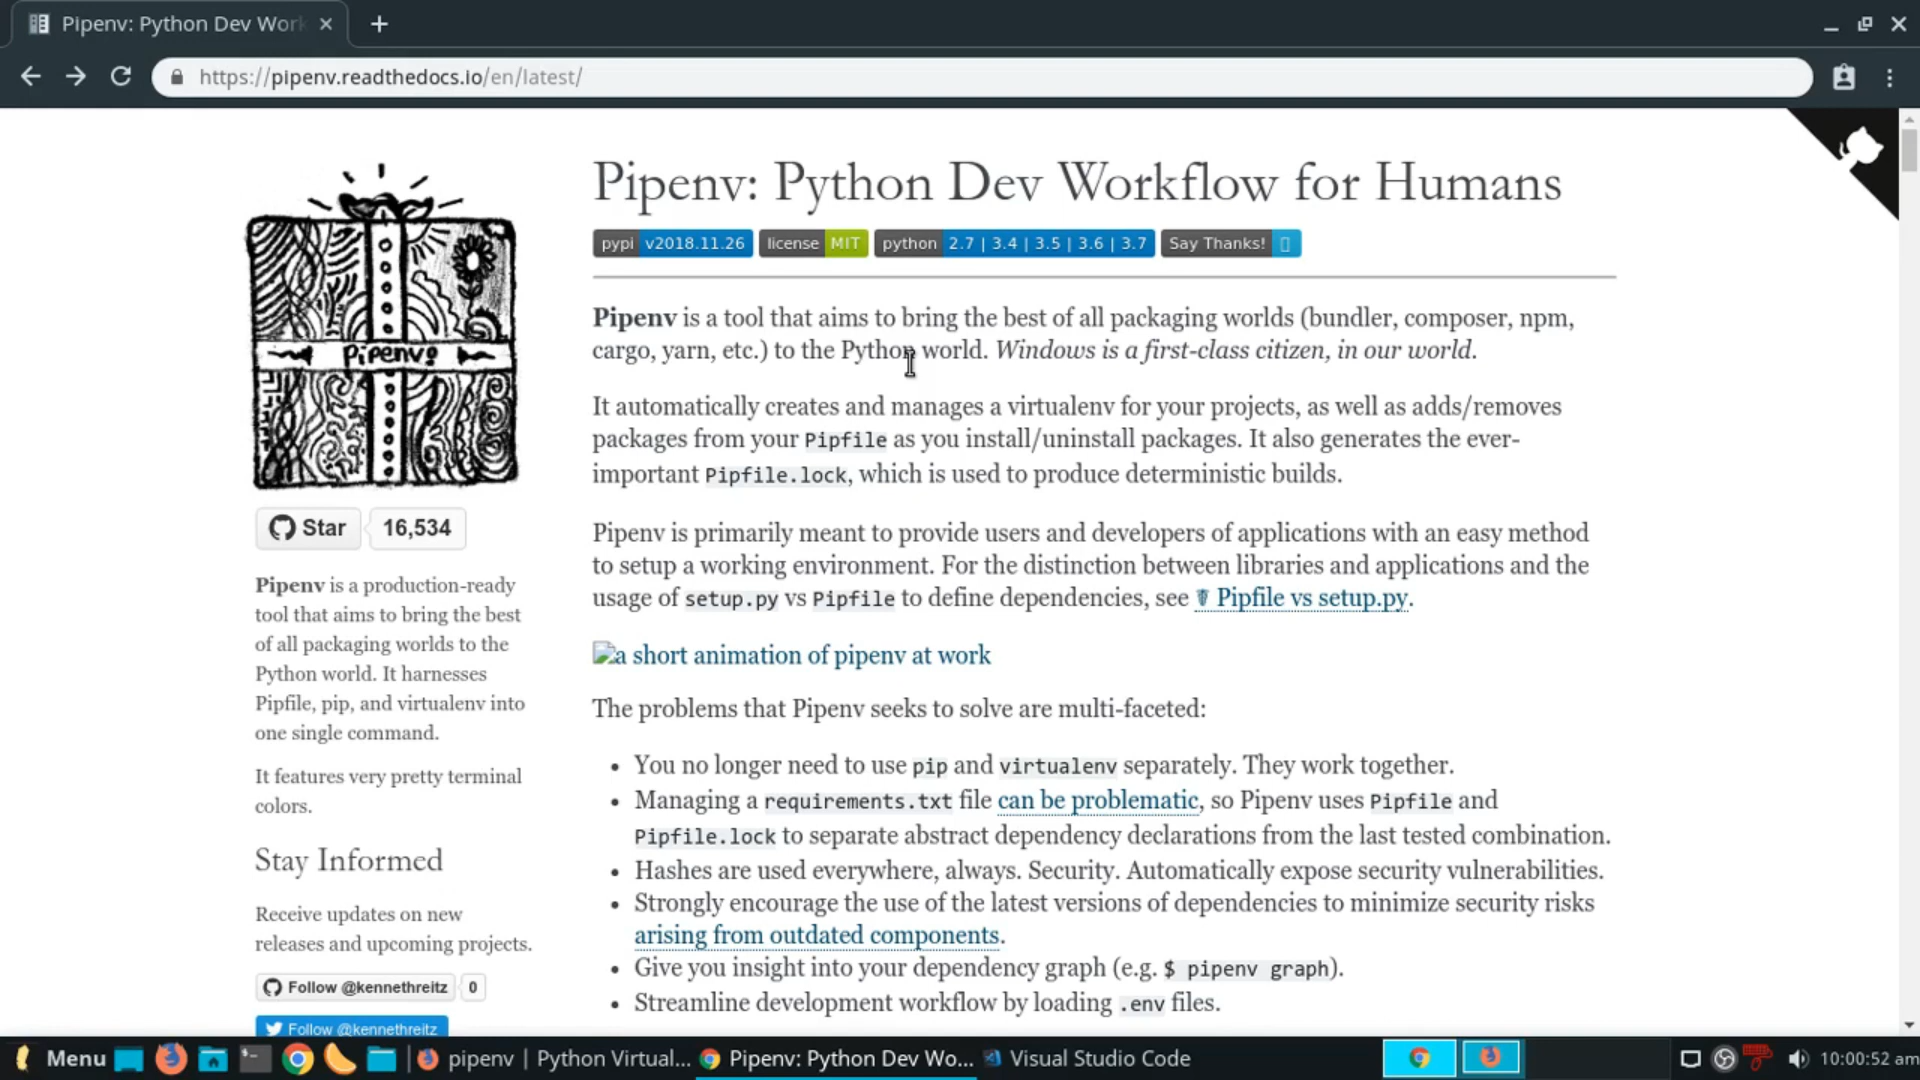 Pipenv: Python Dev Work
https://pipenv.readthedocs.io/en/latest/
Pipenv: Python Dev Workflow for Humans
pypi v2018.11.26 license MIT python 2.7 | 3.4 | 3.5 | 3.6 | 3.7 Say Thanks!
Pipenv is a tool that aims to bring the best of all packaging worlds (bundler, composer, npm,
cargo, yarn, etc.) to the Python world. Windows is a first-class citizen, in our world.
It automatically creates and manages a virtualenv for your projects, as well as adds/removes
packages from your Pipfile as you install/uninstall packages. It also generates the ever-
important Pipfile.lock, which is used to produce deterministic builds.
Pipenv is primarily meant to provide users and developers of applications with an easy method
to setup a working environment. For the distinction between libraries and applications and the
usage of setup.py vs Pipfile to define dependencies, see ☤ Pipfile vs setup.py.
a short animation of pipenv at work
The problems that Pipenv seeks to solve are multi-faceted:
• You no longer need to use pip and virtualenv separately. They work together.
• Managing a requirements.txt file can be problematic, so Pipenv uses Pipfile and
Pipfile.lock to separate abstract dependency declarations from the last tested combination.
• Hashes are used everywhere, always. Security. Automatically expose security vulnerabilities.
• Strongly encourage the use of the latest versions of dependencies to minimize security risks
arising from outdated components.
• Give you insight into your dependency graph (e.g. $ pipenv graph).
• Streamline development workflow by loading .env files.
Pipenv!
Star 16,534
Pipenv is a production-ready
tool that aims to bring the best
of all packaging worlds to the
Python world. It harnesses
Pipfile, pip, and virtualenv into
one single command.
It features very pretty terminal
colors.
Stay Informed
Receive updates on new
releases and upcoming projects.
Follow @kennethreitz 0
Follow @kennethreitz
Menu pipenv | Python Virtual... Pipenv: Python Dev Wo... Visual Studio Code 10:00:52 am